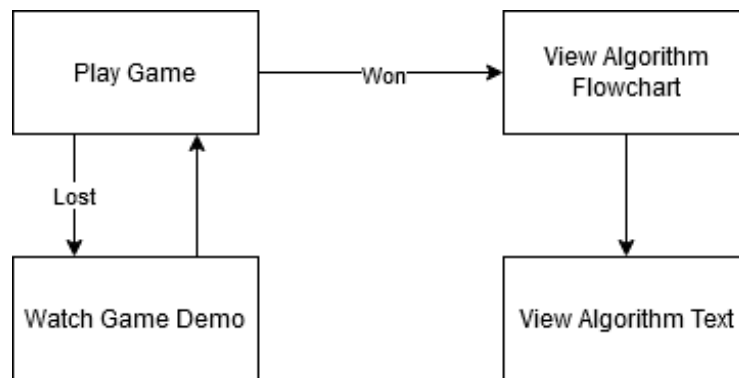 Play Game
Won
View Algorithm
Flowchart
Lost
Watch Game Demo
View Algorithm Text